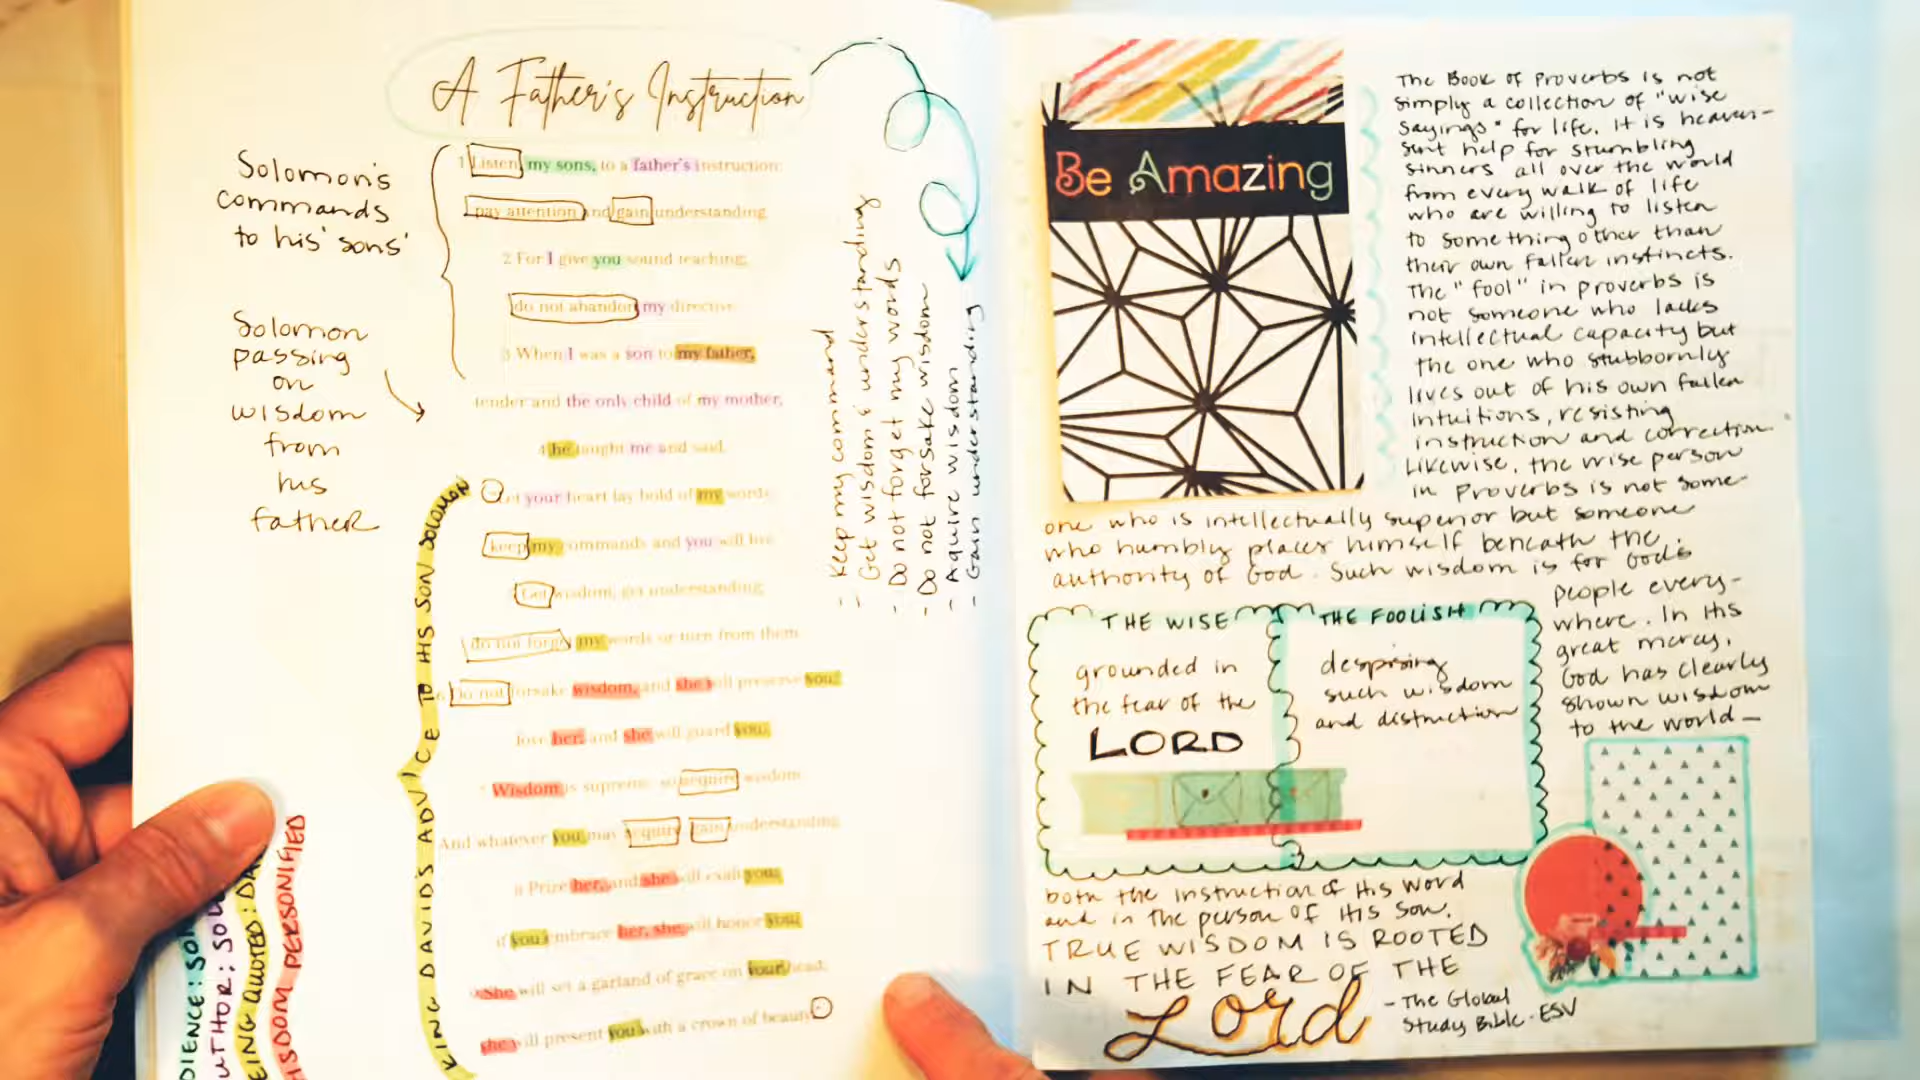 A Father's Instruction
Solomon's
commands
to his 'sons'
Solomon
passing
on
wisdom
from
his
father
1 Listen, my sons, to a father's instruction;
pay attention and gain understanding
2 For I give you sound teaching;
do not abandon my directive.
3 When I was a son to my father,
tender and the only child of my mother,
4 he taught me and said,
your heart lay hold of my words
keep my commands and you will live
Get wisdom, get understanding;
do not forget my words or turn from them
6 Do not forsake wisdom, and she will preserve you;
love her, and she will guard you;
Wisdom is supreme, so acquire wisdom
And whatever you may acquire, gain understanding
8 Prize her, and she will exalt you;
if you embrace her, she will honor you;
9 She will set a garland of grace on your head;
she will present you with a crown of beauty
KING DAVIDS ADVICE TO HIS SON SOLOMON
- Keep my command
- Get wisdom & understanding
- Do not forget my words
- Do not forsake wisdom
- Aquire wisdom
- Gain understanding
WISDOM PERSONIFIED
Be Amazing
The Book of Proverbs is not
simply a collection of "wise
sayings" for life. It is heaven-
sent help for stumbling
sinners all over the world
from every walk of life
who are willing to listen
to something other than
their own fallen instincts.
The "fool" in proverbs is
not someone who lacks
intellectual capacity but
the one who stubbornly
lives out of his own fallen
intuitions, resisting
instruction and correction.
Likewise, the wise person
in Proverbs is not some-
one who is intellectually superior but someone
who humbly places himself beneath the
authority of God. Such wisdom is for God's
people every-
where. In His
great mercy,
God has clearly
shown wisdom
to the world -
THE WISE
grounded in
the fear of the
LORD
THE FOOLISH
despising
such wisdom
and distruction
both the instruction of His Word
and in the person of His Son.
TRUE WISDOM IS ROOTED
IN THE FEAR OF THE
Lord
- The Global
Study Bible - ESV